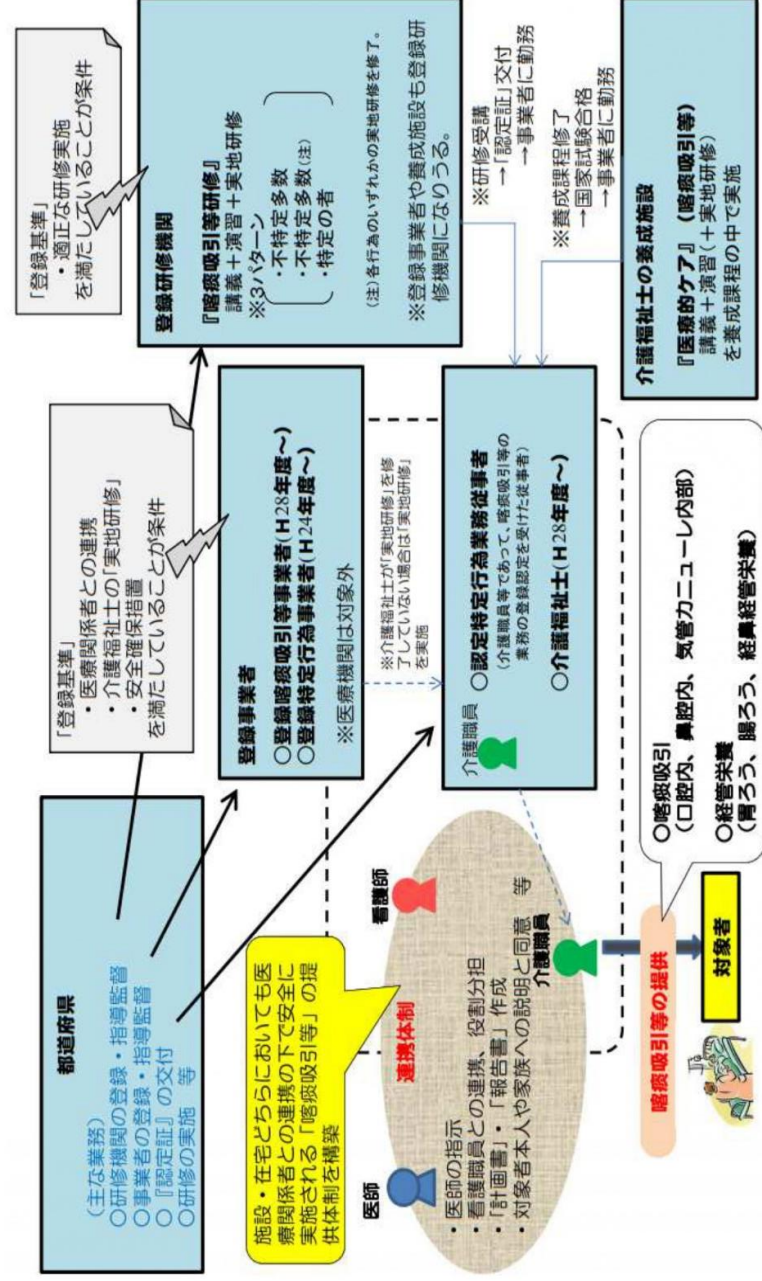 都道府県
(主な業務)
○研修機関の登録・指導監督
○事業者の登録・指導監督
○『認定証』の交付
○研修の実施　等
「登録基準」
・医療関係者との連携
・介護福祉士の「実地研修」
・安全確保措置
を満たしていることが条件
「登録基準」
・適正な研修実施
を満たしていることが条件
登録事業者
○登録喀痰吸引等事業者(H28年度～)
○登録特定行為事業者(H24年度～)
※医療機関は対象外
登録研修機関
『喀痰吸引等研修』
講義＋演習＋実地研修
※3パターン
・不特定多数
・不特定多数(注)
・特定の者
(注)各行為のいずれかの実地研修を修了。
※登録事業者や養成施設も登録研
修機関になりうる。
施設・在宅どちらにおいても医
療関係者との連携の下で安全に
実施される「喀痰吸引等」の提
供体制を構築
※介護福祉士が「実地研修」を修
了していない場合は「実地研修」
を実施
※研修受講
→「認定証」交付
→事業者に勤務
※養成課程修了
→国家試験合格
→事業者に勤務
連携体制
医師
看護師
・医師の指示
・看護職員との連携、役割分担
・「計画書」・「報告書」作成
・対象者本人や家族への説明と同意　等
介護職員
介護職員
○認定特定行為業務従事者
(介護職員等であって、喀痰吸引等の
業務の登録認定を受けた従事者)
○介護福祉士(H28年度～)
介護福祉士の養成施設
『医療的ケア』(喀痰吸引等)
講義＋演習(＋実地研修)
を養成課程の中で実施
喀痰吸引等の提供
対象者
○喀痰吸引
(口腔内、鼻腔内、気管カニューレ内部)
○経管栄養
(胃ろう、腸ろう、経鼻経管栄養)